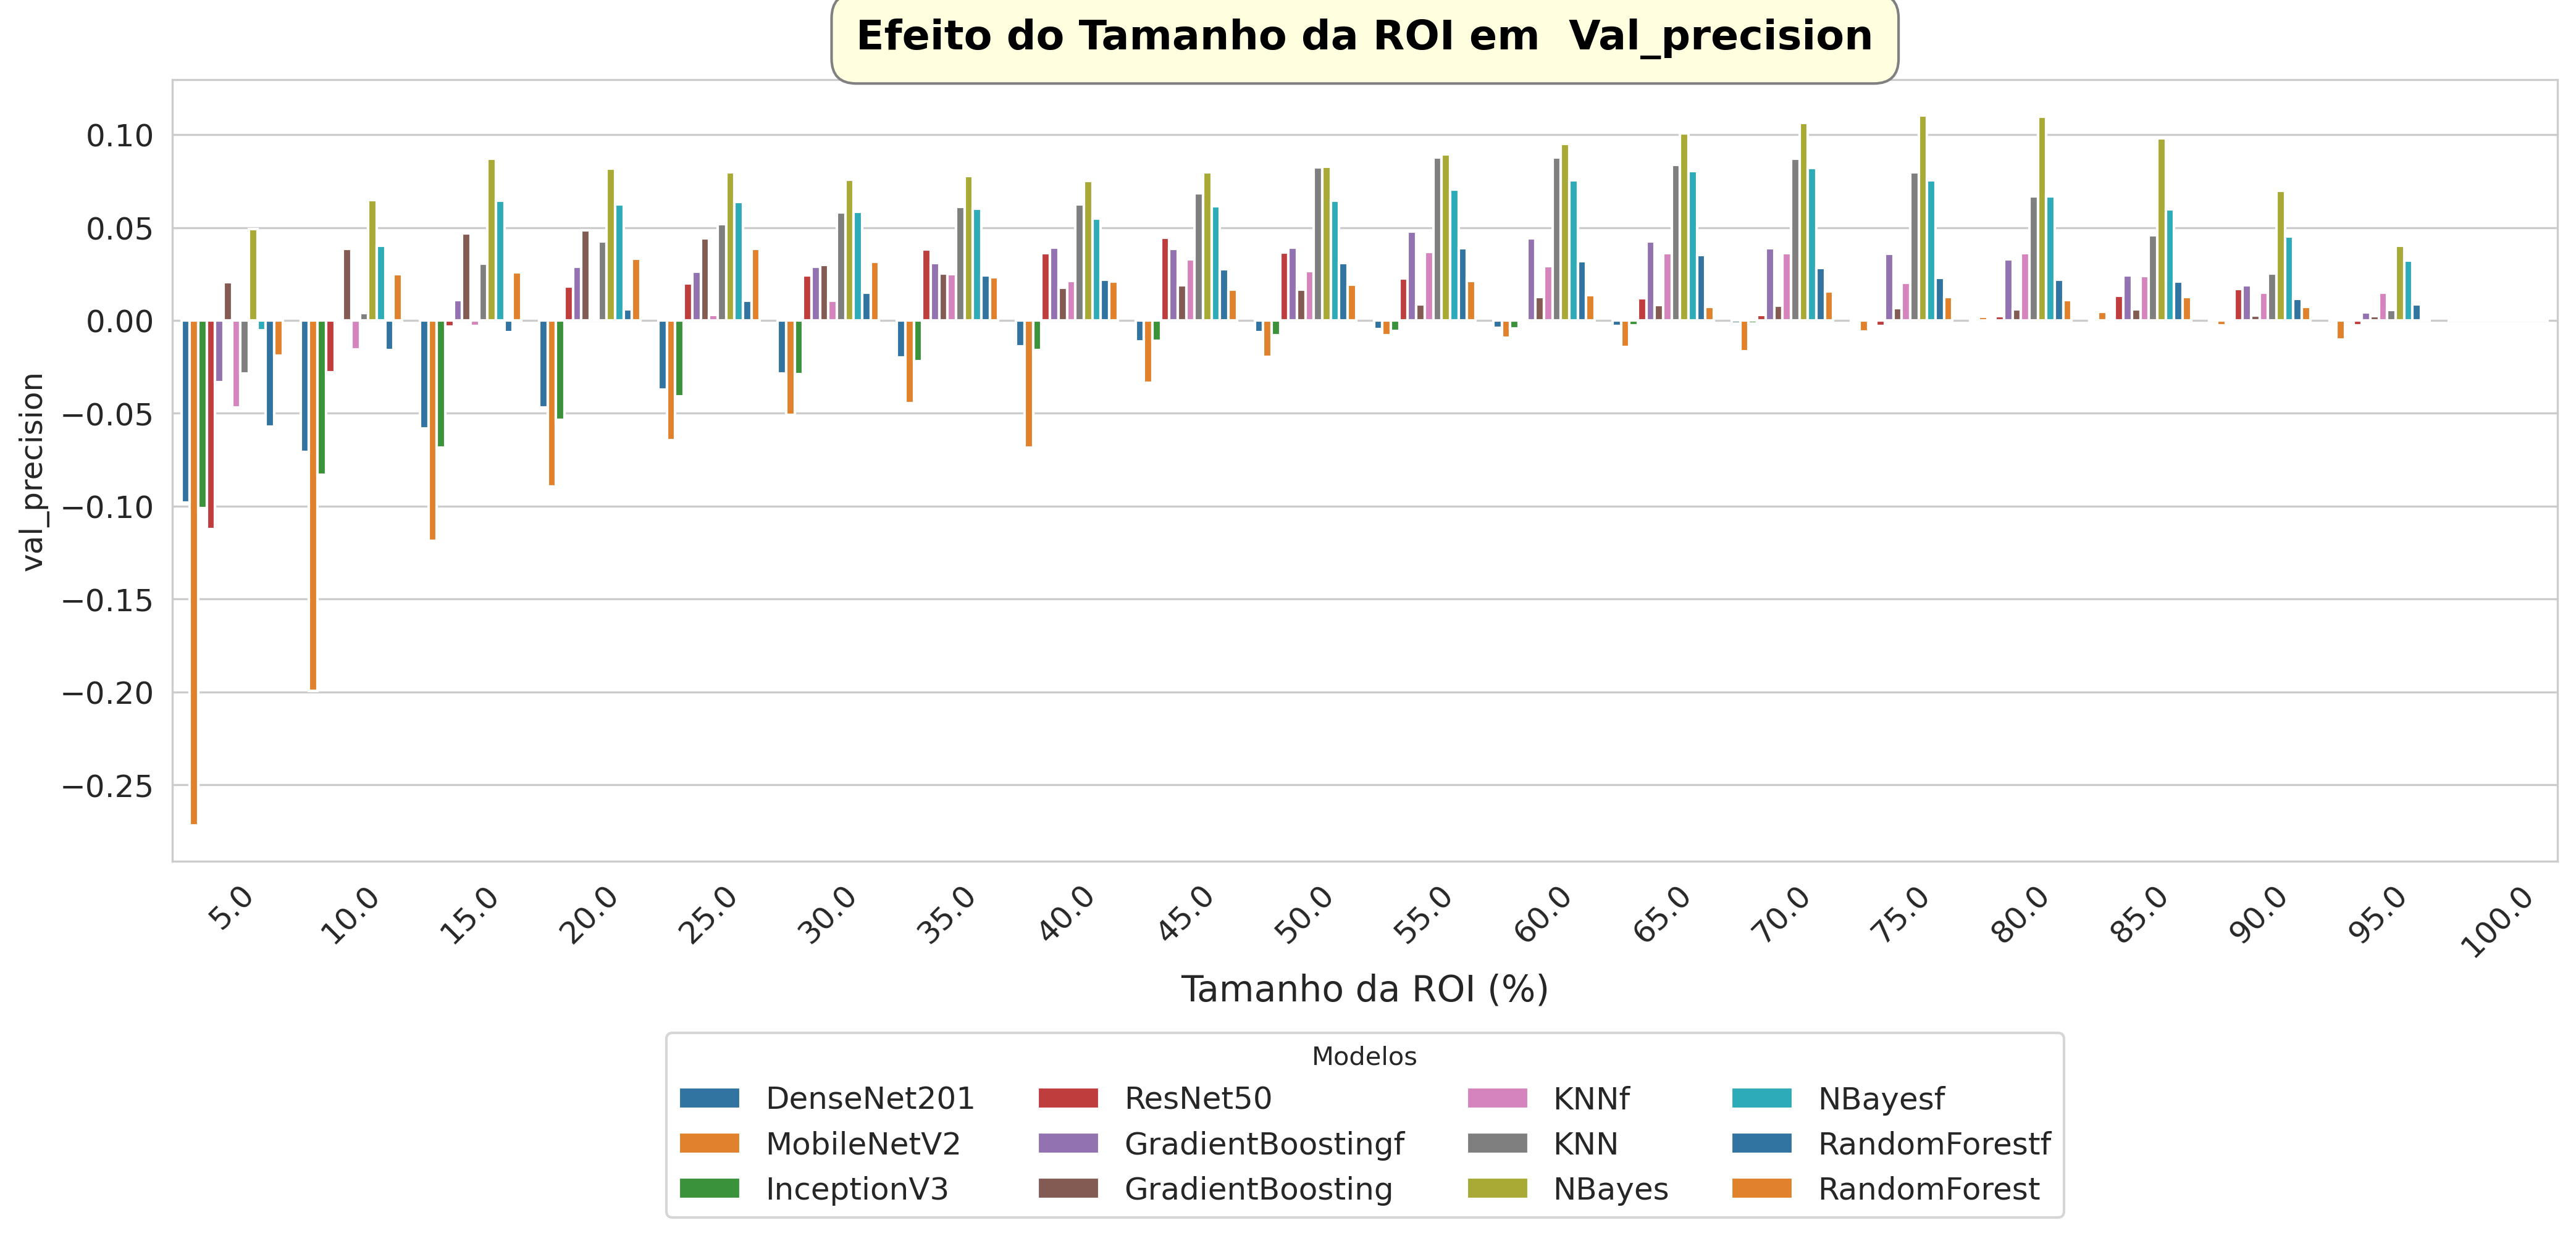 Efeito do Tamanho da ROI em  Val_precision
val_precision
0.10
0.05
0.00
−0.05
−0.10
−0.15
−0.20
−0.25
5.0 10.0 15.0 20.0 25.0 30.0 35.0 40.0 45.0 50.0 55.0 60.0 65.0 70.0 75.0 80.0 85.0 90.0 95.0 100.0
Tamanho da ROI (%)
Modelos
DenseNet201 ResNet50 KNNf NBayesf
MobileNetV2 GradientBoostingf KNN RandomForestf
InceptionV3 GradientBoosting NBayes RandomForest